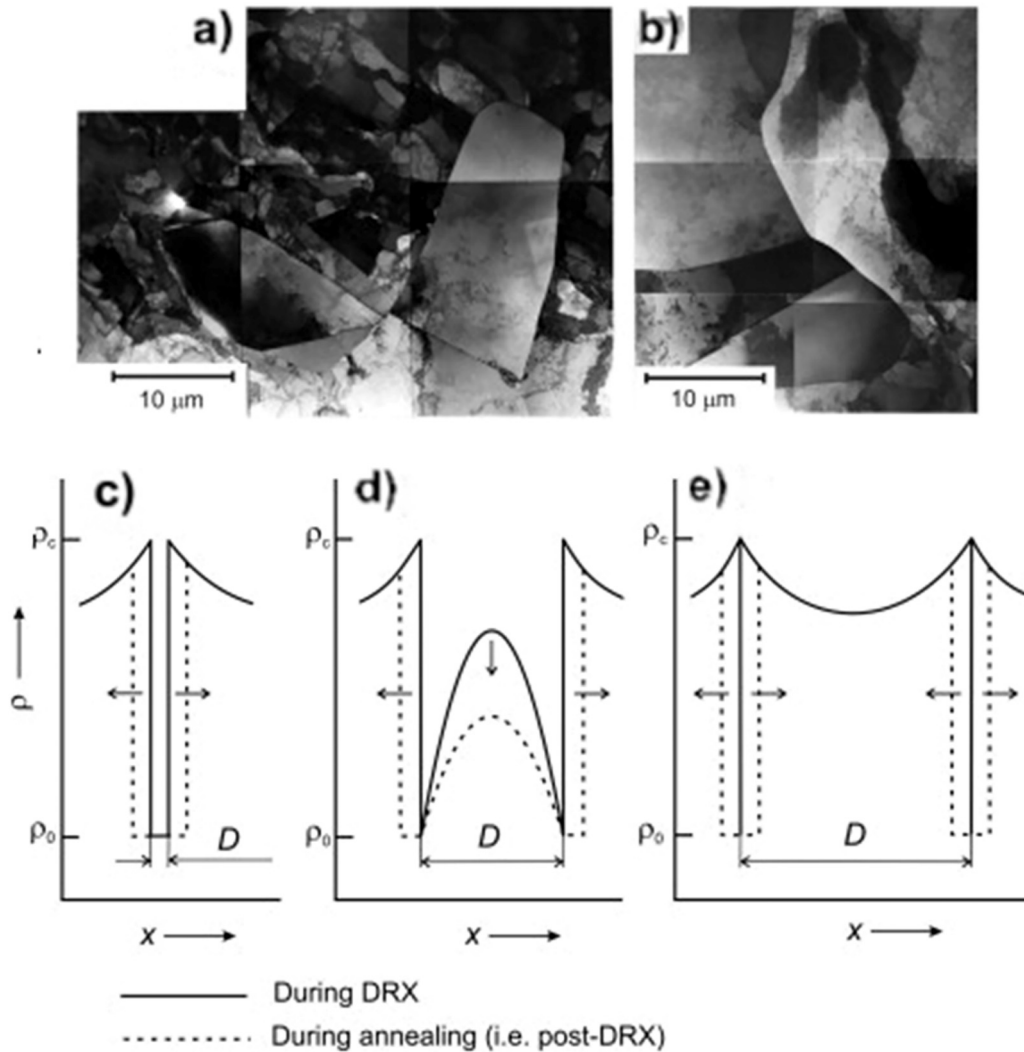 a)
b)
10 μm
10 μm
c)
d)
e)
ρc
ρc
ρc
ρ
ρ0
D
ρ0
D
ρ0
D
x
x
x
During DRX
During annealing (i.e. post-DRX)